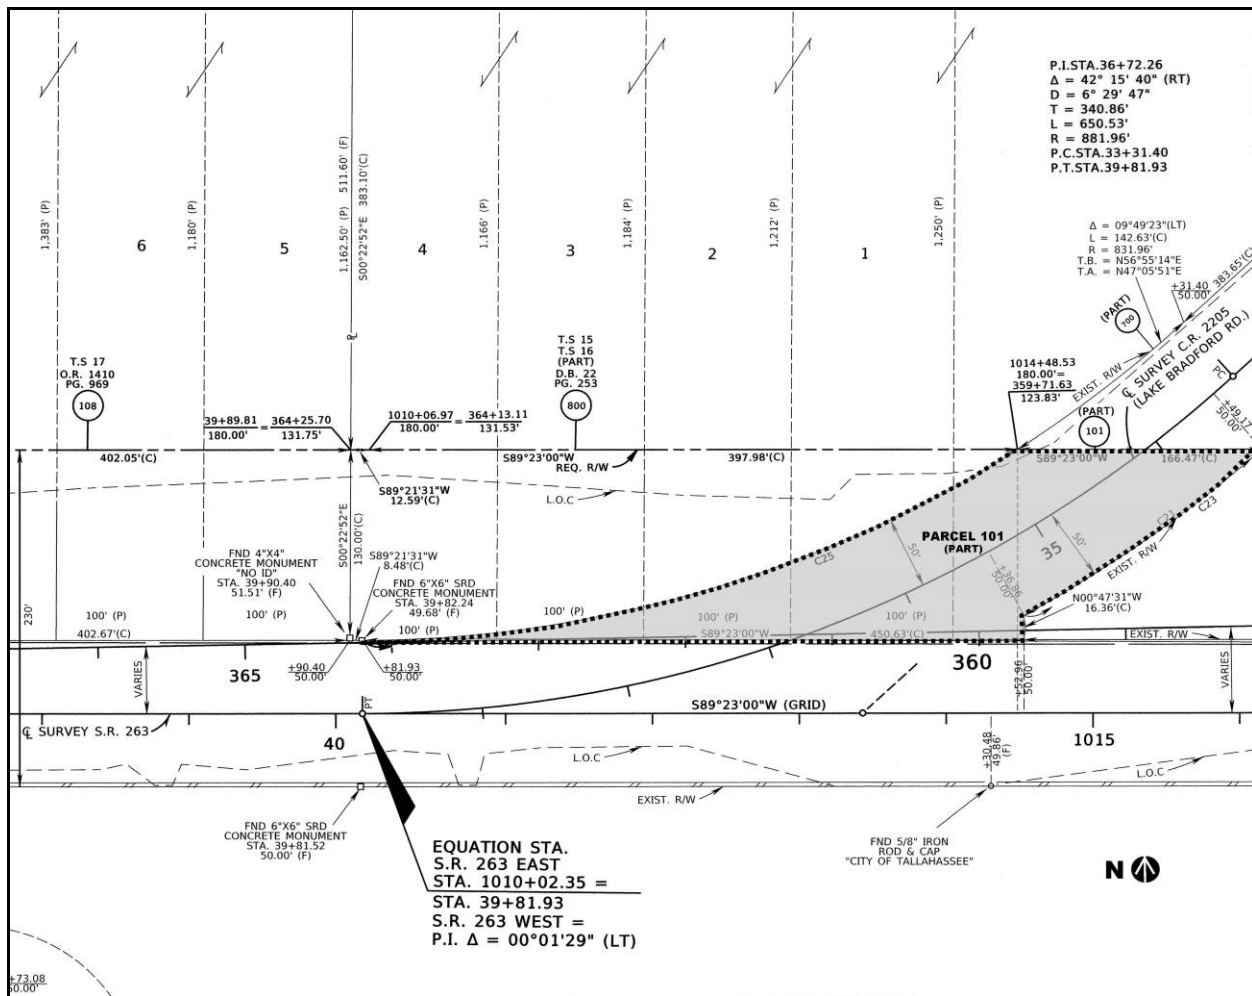 P.I.STA.36+72.26
Δ = 42° 15' 40" (RT)
D = 6° 29' 47"
T = 340.86'
L = 650.53'
R = 881.96'
P.C.STA.33+31.40
P.T.STA.39+81.93
1,383' (P)
6
1,180' (P)
5
1,162.50' (P) 511.60' (F)
S00°22'52"E 383.10'(C)
4
1,166' (P)
3
1,184' (P)
2
1,212' (P)
1
1,250' (P)
Δ = 09°49'23"(LT)
L = 142.63'(C)
R = 831.96'
T.B. = N56°55'14"E
T.A. = N47°05'51"E
+31.40
50.00'
383.65'(C)
(PART)
700
℄ SURVEY C.R. 2205
(LAKE BRADFORD RD.)
EXIST. R/W
PC
+49.17
50.00'
PL
T.S 17
O.R. 1410
PG. 969
108
T.S 15
T.S 16
(PART)
D.B. 22
PG. 253
800
1014+48.53
180.00'=
359+71.63
123.83'
(PART)
101
39+89.81 = 364+25.70
180.00' 131.75'
1010+06.97 = 364+13.11
180.00' 131.53'
402.05'(C)
S89°23'00"W
REQ. R/W
397.98'(C)
S89°23'00"W
166.47'(C)
S89°21'31"W
12.59'(C)
L.O.C
S00°22'52"E
130.00'(C)
FND 4"X4"
CONCRETE MONUMENT
"NO ID"
STA. 39+90.40
51.51' (F)
S89°21'31"W
8.48'(C)
FND 6"X6" SRD
CONCRETE MONUMENT
STA. 39+82.24
49.68' (F)
PARCEL 101
(PART)
50'
35
50'
C25
C21
C23
EXIST. R/W
+36.86
50.00'
N00°47'31"W
16.36'(C)
230'
100' (P)
100' (P)
100' (P)
100' (P)
100' (P)
100' (P)
402.67'(C)
S89°23'00"W
450.63'(C)
EXIST. R/W
VARIES
365
+90.40
50.00'
+81.93
50.00'
360
+52.96
50.00'
VARIES
PT
℄ SURVEY S.R. 263
S89°23'00"W (GRID)
40
1015
L.O.C
+30.48
49.86'
(F)
L.O.C
EXIST. R/W
FND 6"X6" SRD
CONCRETE MONUMENT
STA. 39+81.52
50.00' (F)
FND 5/8" IRON
ROD & CAP
"CITY OF TALLAHASSEE"
EQUATION STA.
S.R. 263 EAST
STA. 1010+02.35 =
STA. 39+81.93
S.R. 263 WEST =
P.I. Δ = 00°01'29" (LT)
N
+73.08
50.00'